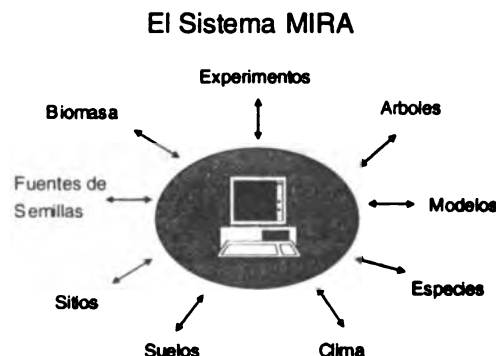 El Sistema MIRA
Experimentos
Biomasa
Arboles
Fuentes de
Semillas
Modelos
Sitios
Especies
Suelos
Clima